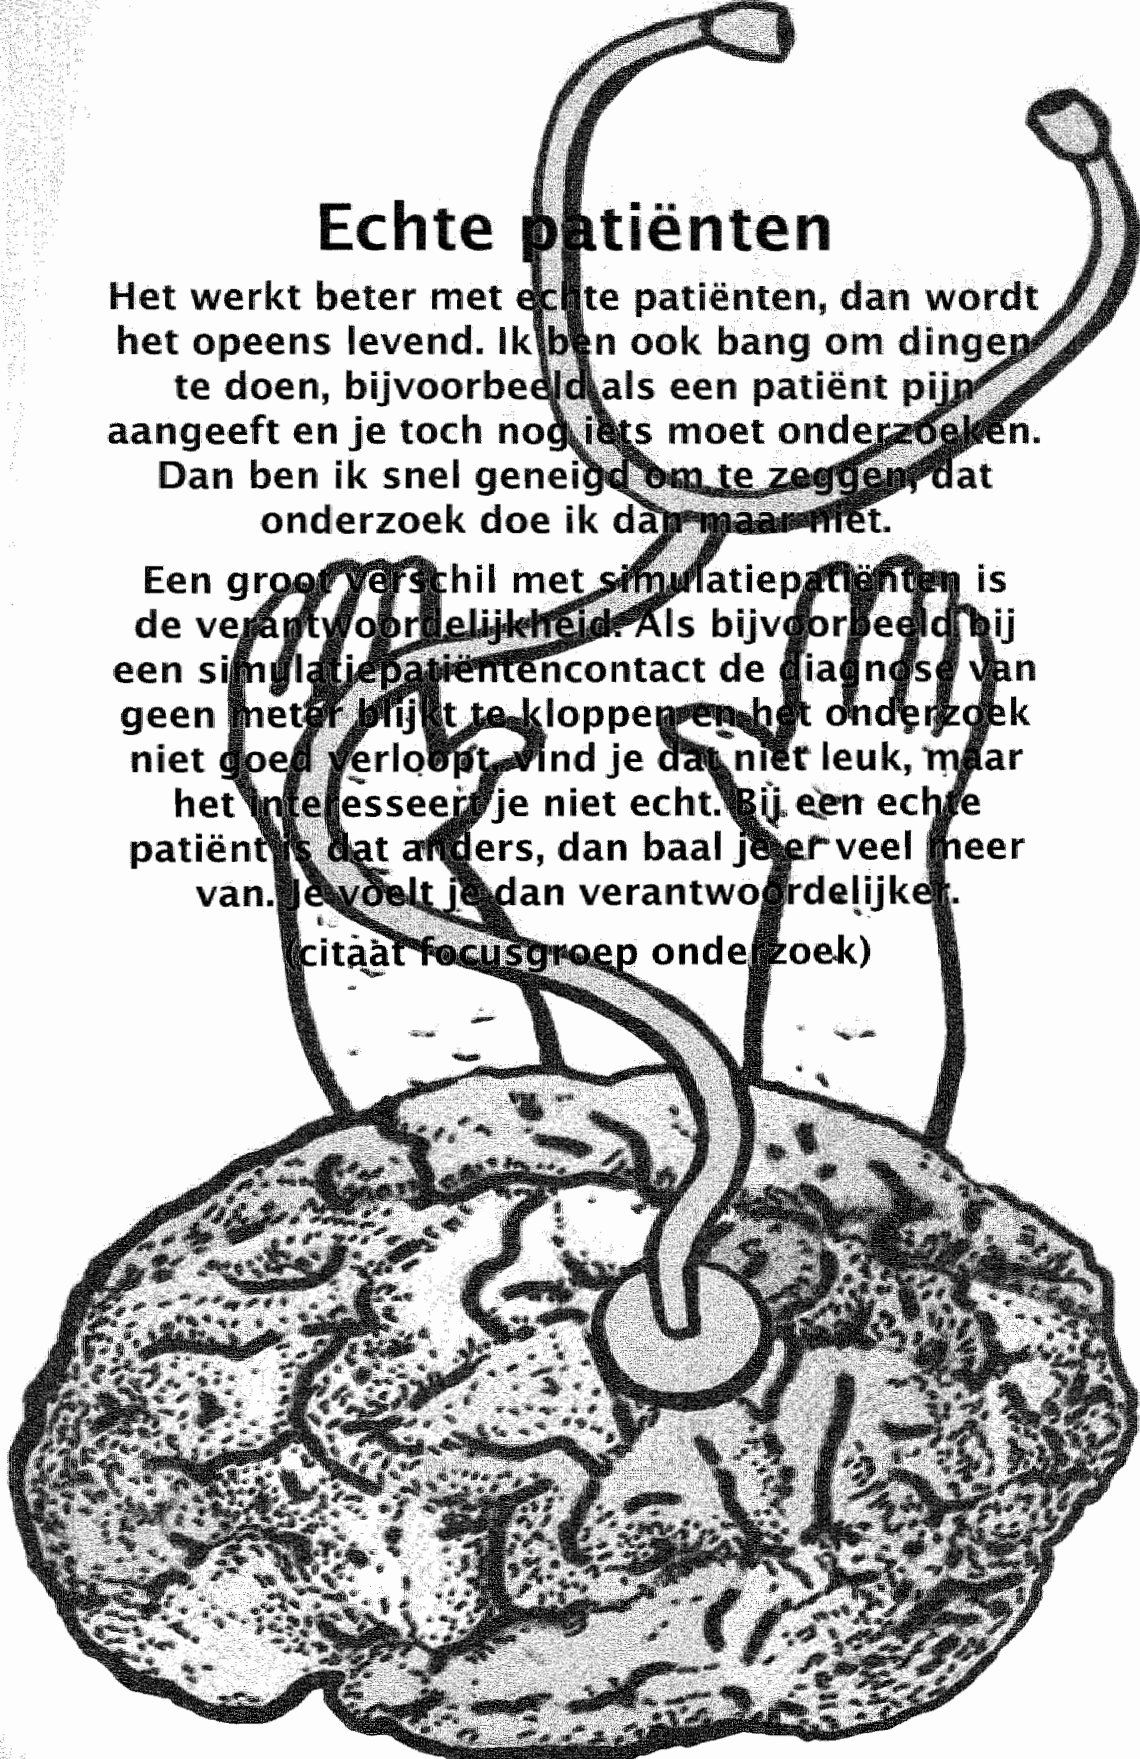 Echte patiënten
Het werkt beter met echte patiënten, dan wordt
het opeens levend. Ik ben ook bang om dingen
te doen, bijvoorbeeld als een patiënt pijn
aangeeft en je toch nog iets moet onderzoeken.
Dan ben ik snel geneigd om te zeggen, dat
onderzoek doe ik dan maar niet.
Een groot verschil met simulatiepatiënten is
de verantwoordelijkheid. Als bijvoorbeeld bij
een simulatiepatiëntencontact de diagnose van
geen meter blijkt te kloppen en het onderzoek
niet goed verloopt, vind je dat niet leuk, maar
het interesseert je niet echt. Bij een echte
patiënt is dat anders, dan baal je er veel meer
van. Je voelt je dan verantwoordelijker.
(citaat focusgroep onderzoek)